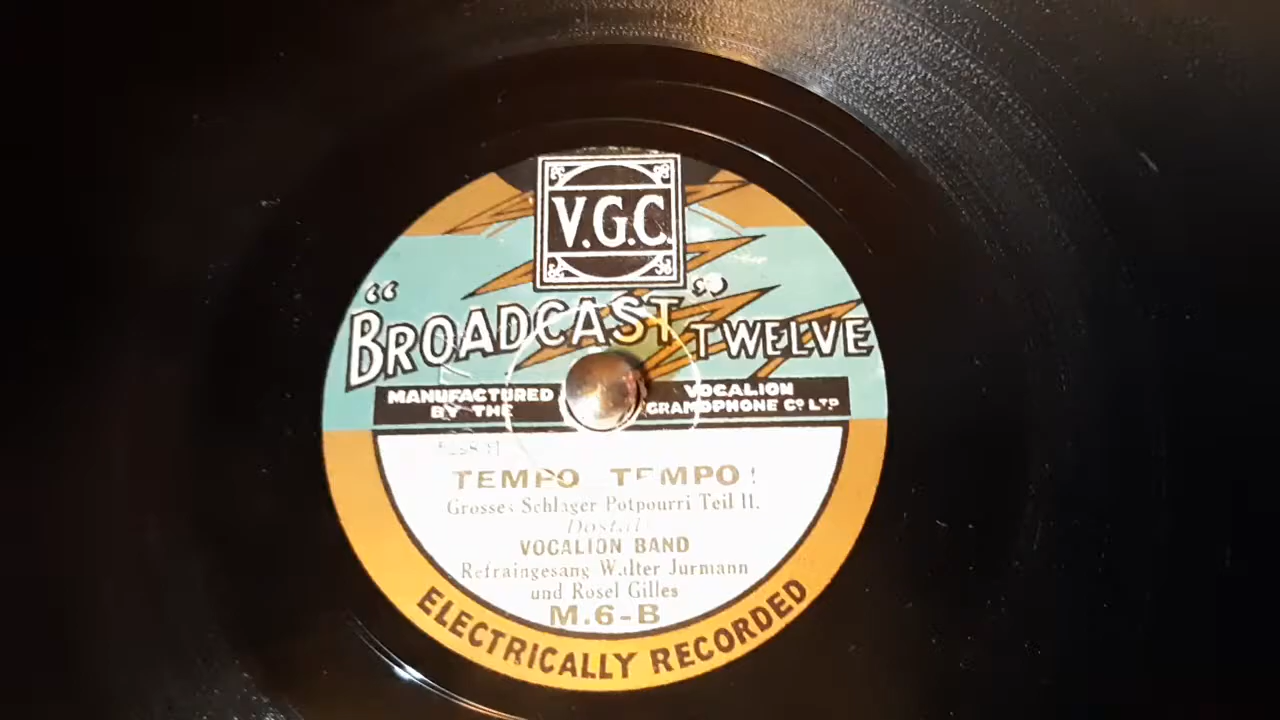 V.G.C.
"BROADCAST" TWELVE
MANUFACTURED BY THE VOCALION GRAMOPHONE Cº LTD
TEMPO TEMPO!
Grosses Schlager Potpourri Teil II.
Dostal
VOCALION BAND
Refraingesang Walter Jurmann
und Rosel Gilles
M.6-B
ELECTRICALLY RECORDED